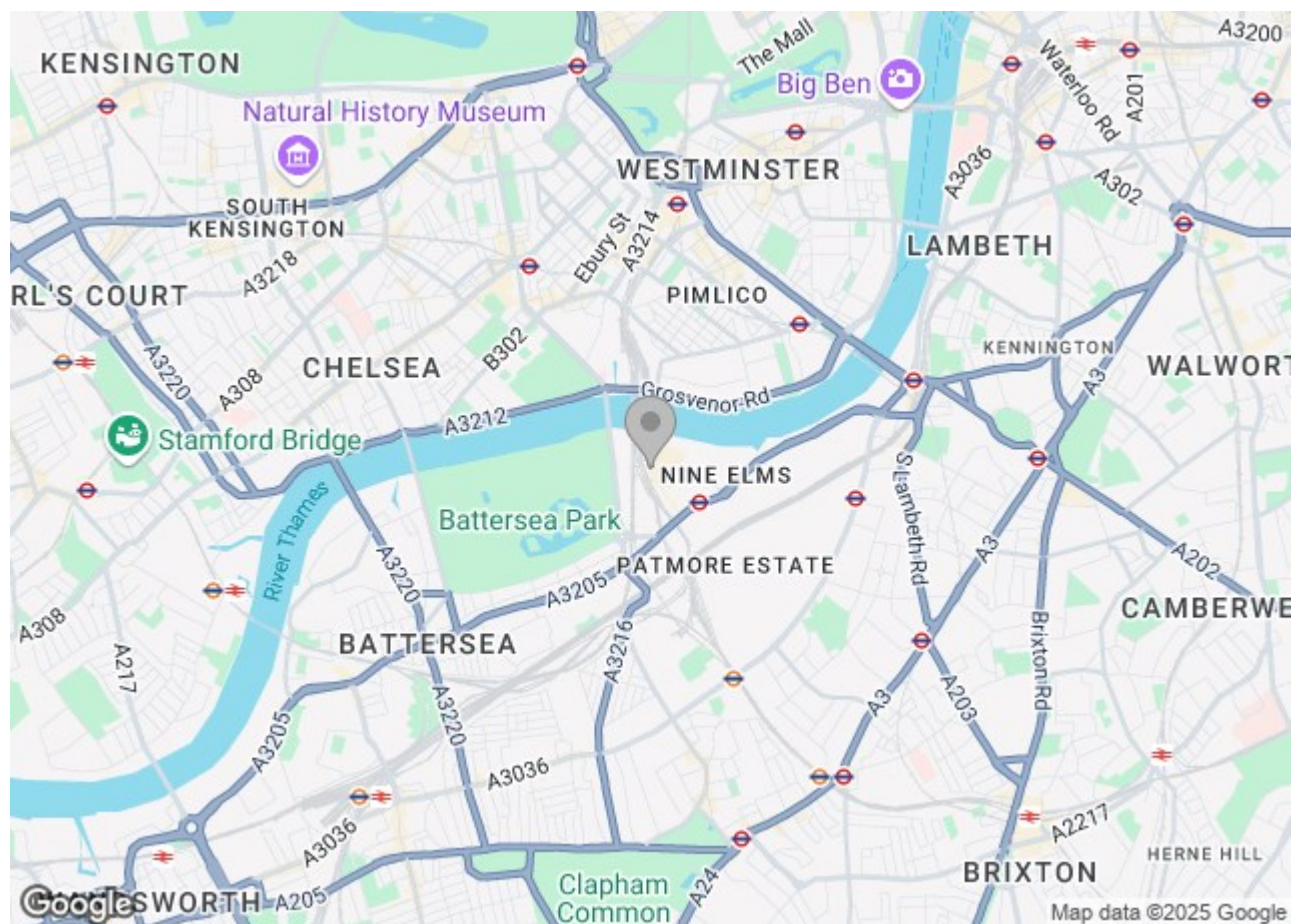 A3200
The Mall
KENSINGTON
Big Ben
Waterloo Rd
A201
Natural History Museum
WESTMINSTER
A3036
A302
SOUTH
KENSINGTON
Ebury St
A3214
LAMBETH
A3218
RL'S COURT
PIMLICO
B302
KENNINGTON
A3220
A308
CHELSEA
A3
WALWORT
Grosvenor Rd
A3212
Stamford Bridge
NINE ELMS
S Lambeth Rd
Battersea Park
River Thames
A3220
A3
A202
PATMORE ESTATE
A3205
A308
A3216
CAMBERWE
BATTERSEA
Brixton Rd
A217
A203
A3
A3220
A3205
A3036
A3036
A2217
HERNE HILL
BRIXTON
Clapham
Common
A24
A205
SWORTH
Google
Map data ©2025 Google